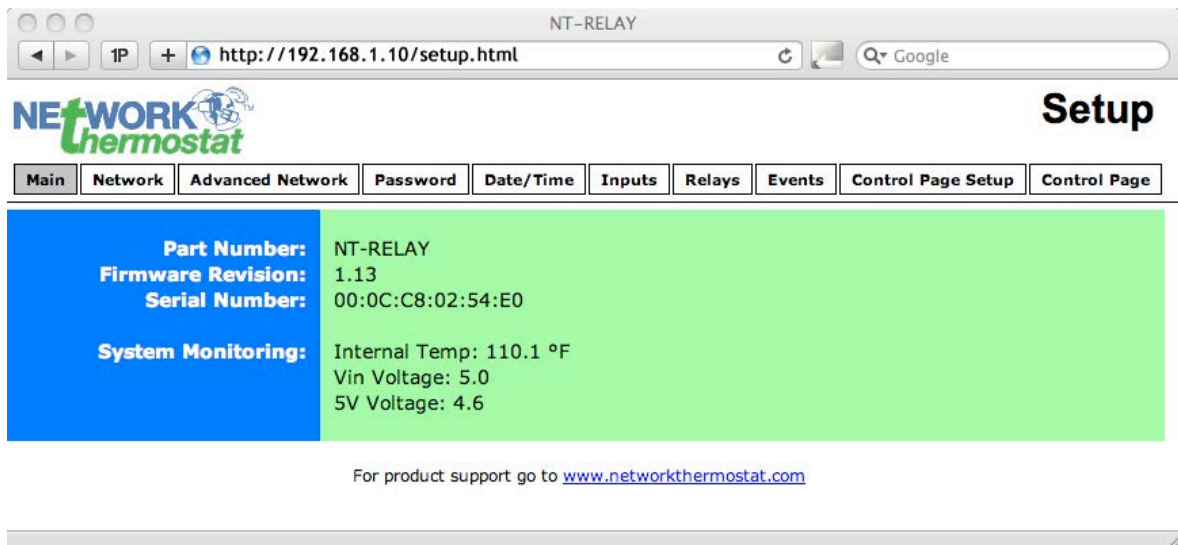 NT-RELAY
1P + http://192.168.1.10/setup.html Google
NEtWORK thermostat™
Setup
Main Network Advanced Network Password Date/Time Inputs Relays Events Control Page Setup Control Page
Part Number: NT-RELAY
Firmware Revision: 1.13
Serial Number: 00:0C:C8:02:54:E0
System Monitoring: Internal Temp: 110.1 °F
Vin Voltage: 5.0
5V Voltage: 4.6
For product support go to www.networkthermostat.com